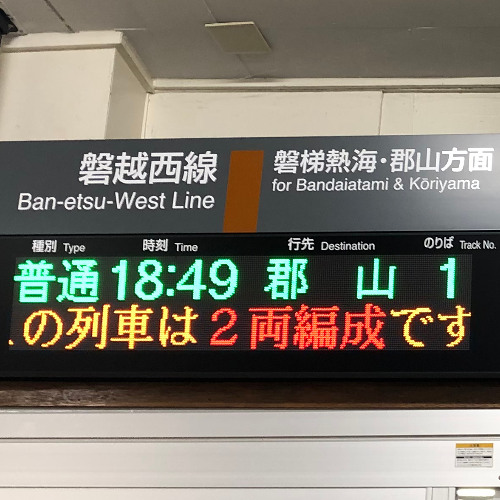 磐越西線
Ban-etsu-West Line
磐梯熱海・郡山方面
for Bandaiatami & Kōriyama
種別 Type 時刻 Time 行先 Destination のりば Track No.
普通 18:49 郡山 1
の列車は2両編成です